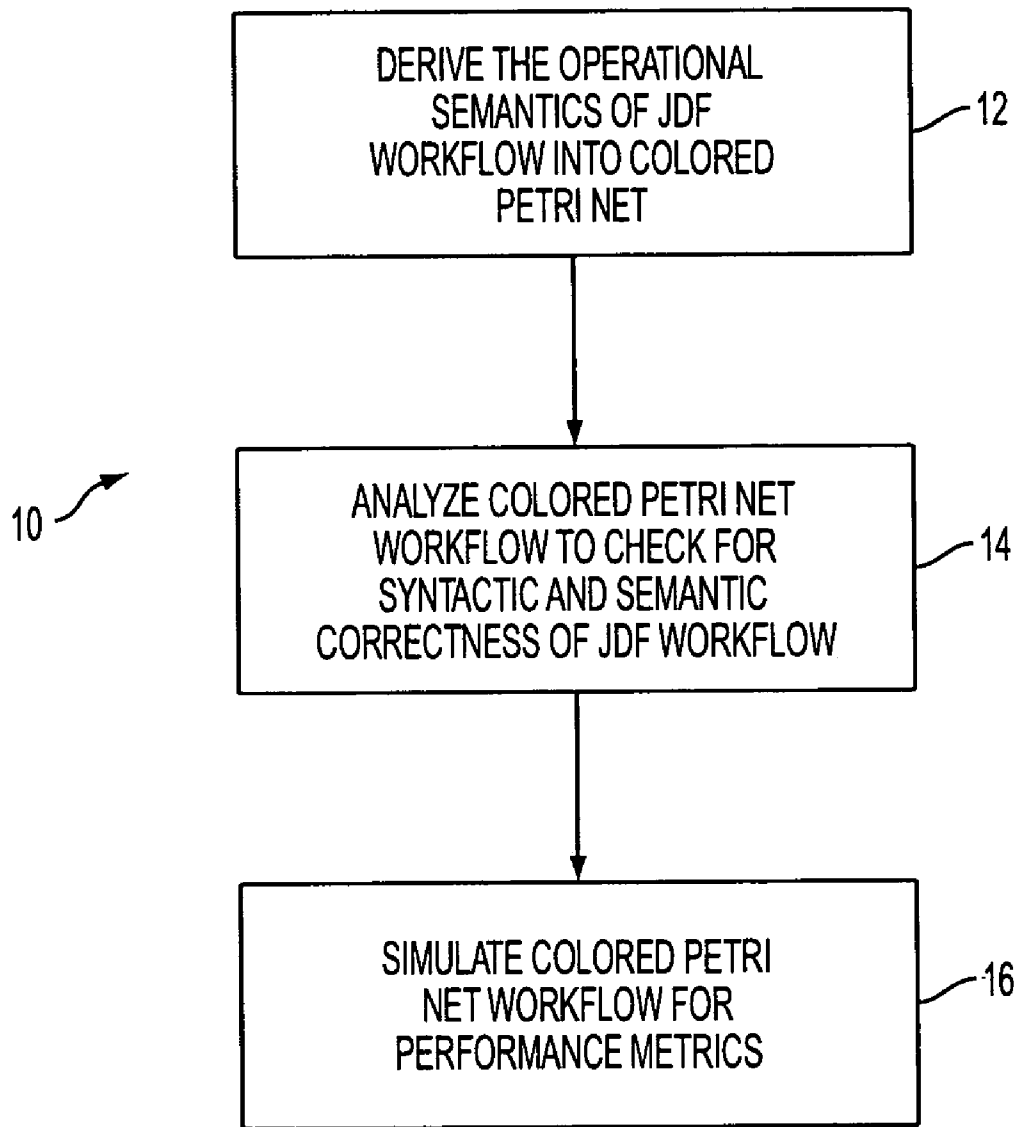 DERIVE THE OPERATIONAL
SEMANTICS OF JDF
WORKFLOW INTO COLORED
PETRI NET
12
10
ANALYZE COLORED PETRI NET
WORKFLOW TO CHECK FOR
SYNTACTIC AND SEMANTIC
CORRECTNESS OF JDF WORKFLOW
14
SIMULATE COLORED PETRI
NET WORKFLOW FOR
PERFORMANCE METRICS
16